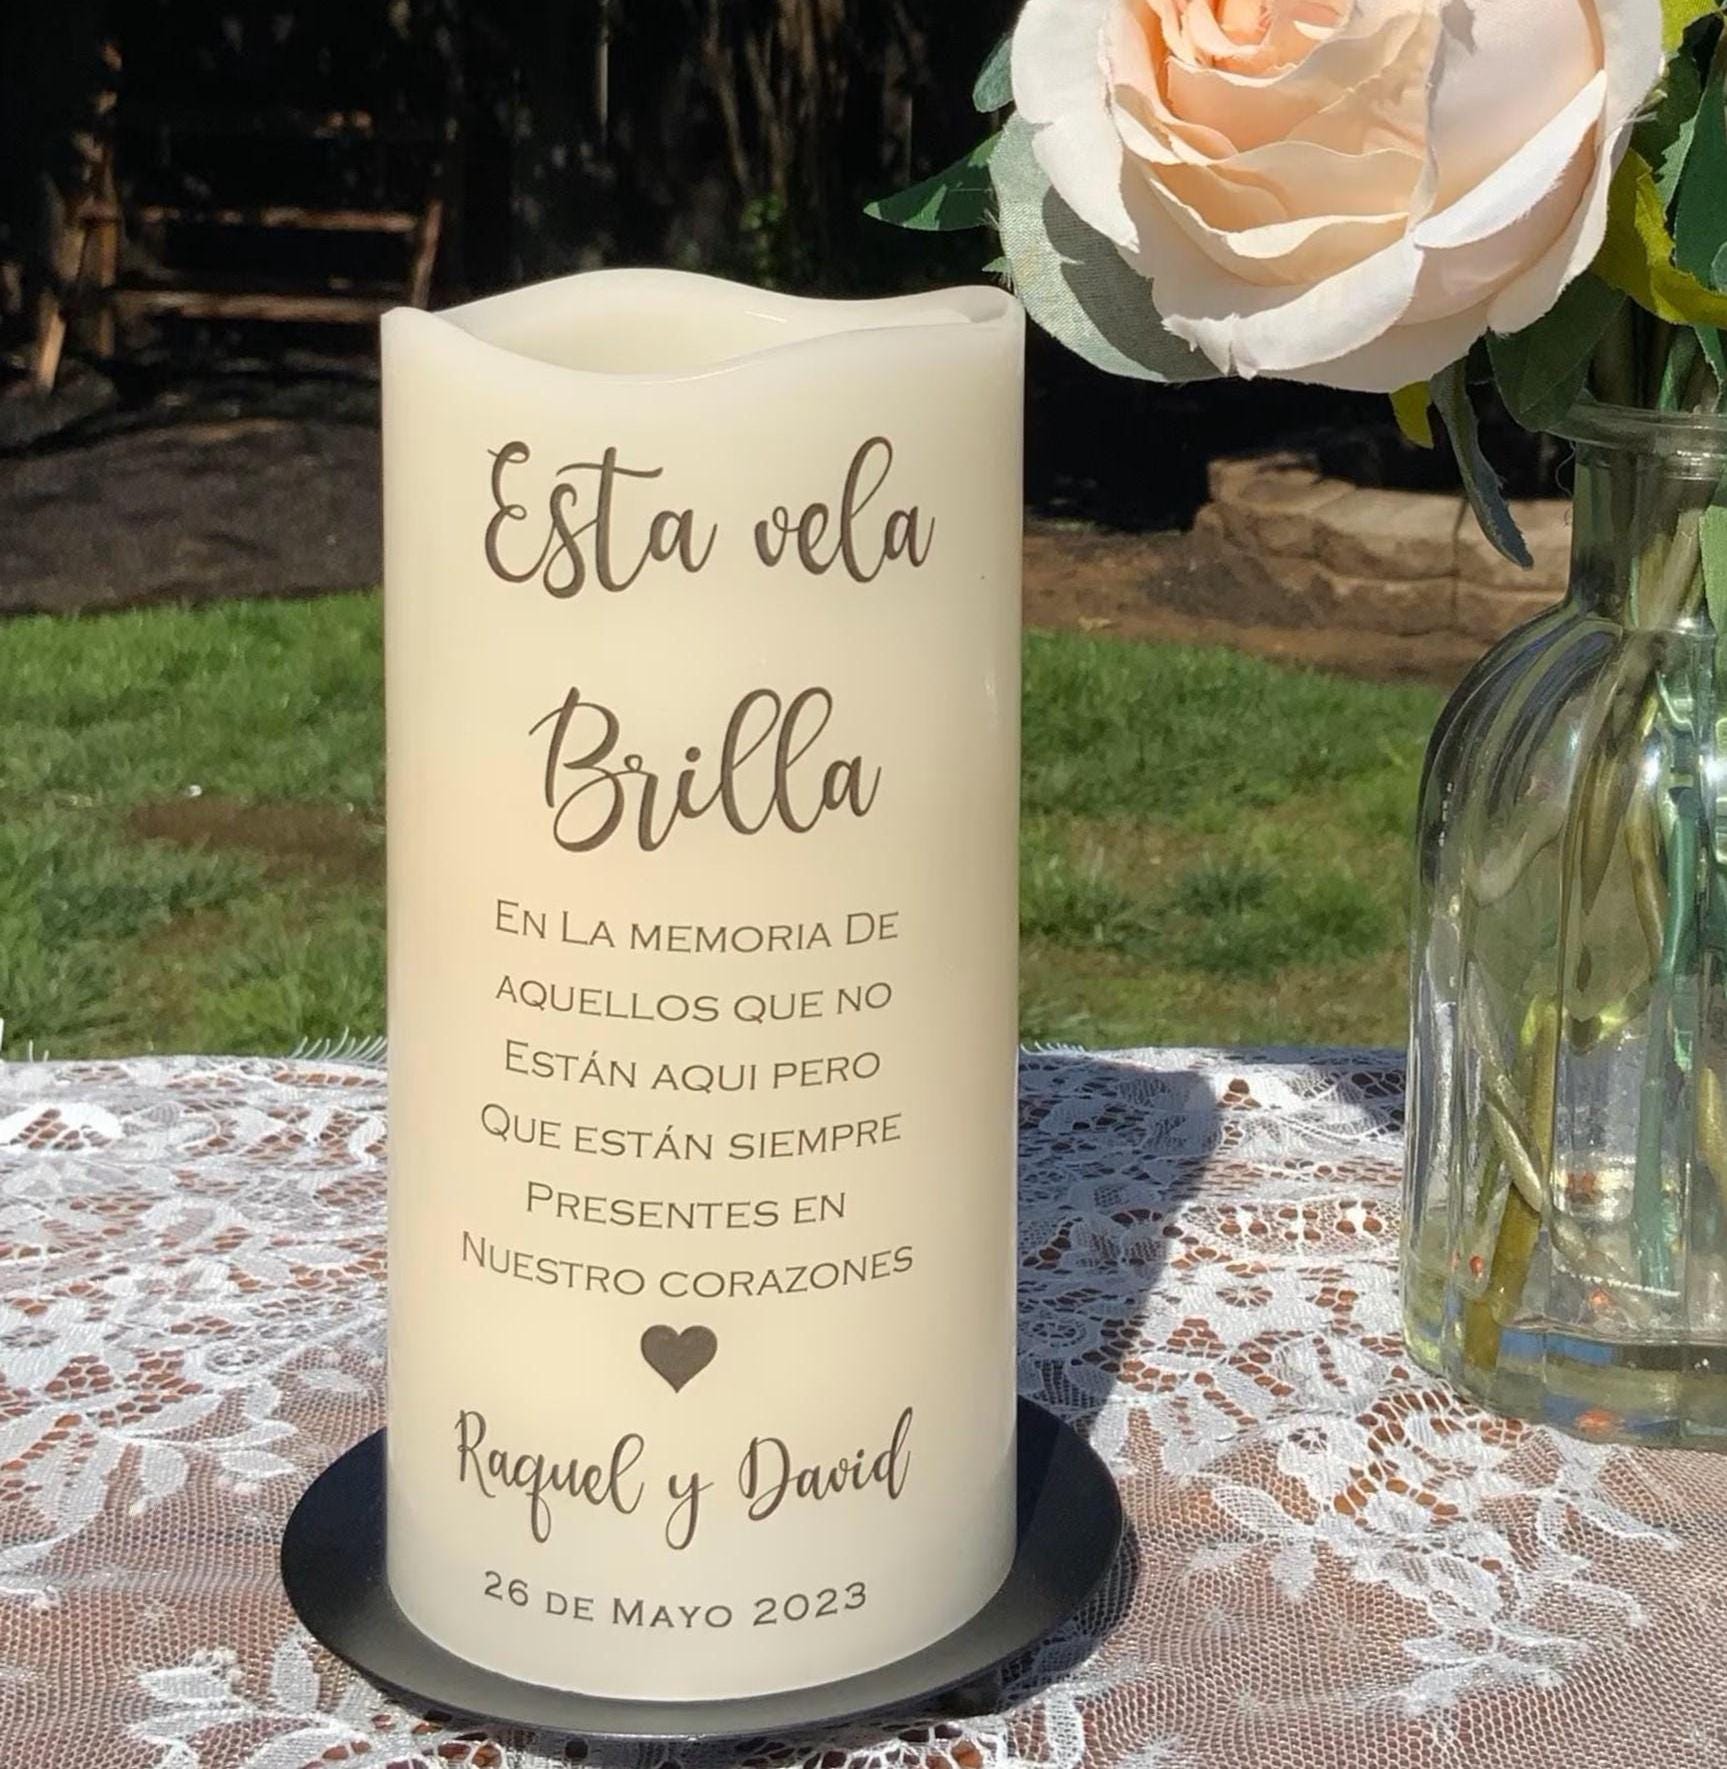 Esta vela
Brilla
En La memoria De
aquellos que no
Están aqui pero
Que están siempre
Presentes en
Nuestro corazones
Raquel y David
26 de Mayo 2023